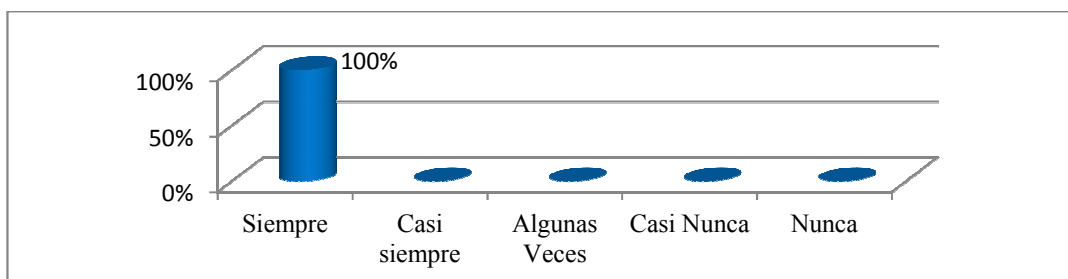 100%
100%
50%
0%
Siempre
Casi
siempre
Algunas
Veces
Casi Nunca
Nunca